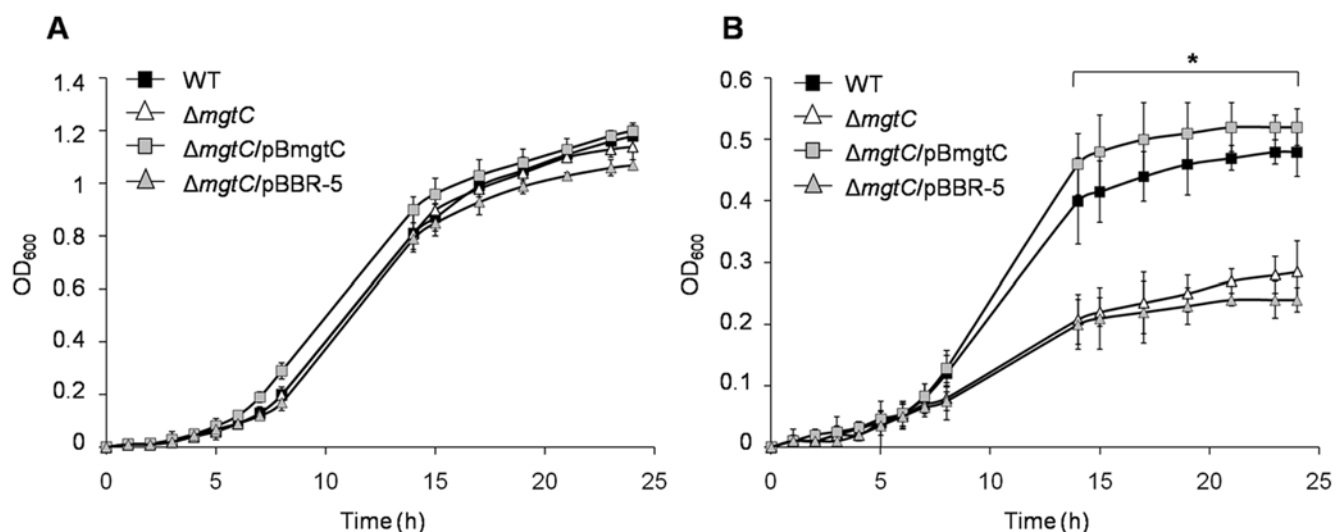 A
WT
ΔmgtC
ΔmgtC/pBmgtC
ΔmgtC/pBBR-5
1.4
1.2
1
0.8
0.6
0.4
0.2
0
OD600
0 5 10 15 20 25
Time (h)
B
*
WT
ΔmgtC
ΔmgtC/pBmgtC
ΔmgtC/pBBR-5
0.6
0.5
0.4
0.3
0.2
0.1
0
OD600
0 5 10 15 20 25
Time (h)